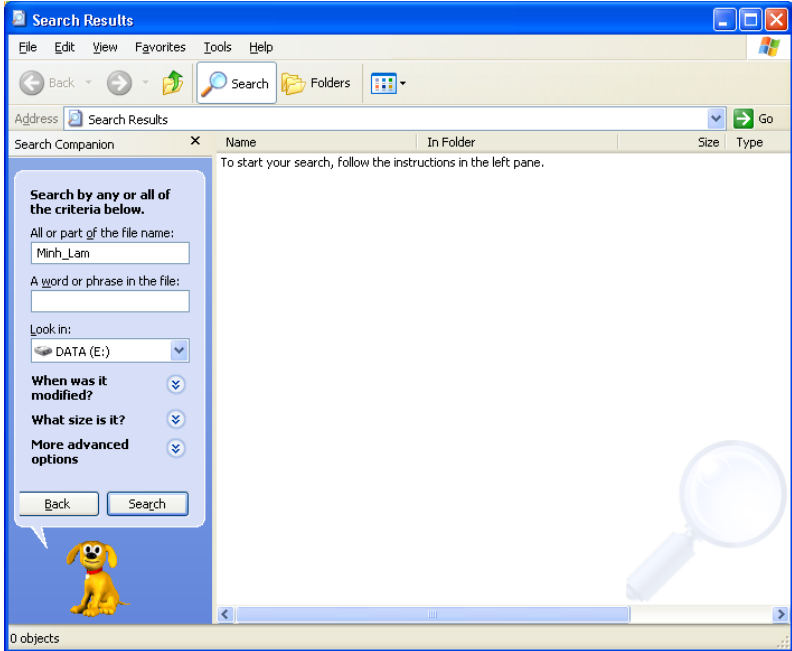 Search Results
File Edit View Favorites Tools Help
Back Search Folders
Address Search Results Go
Search Companion Name In Folder Size Type
To start your search, follow the instructions in the left pane.
Search by any or all of
the criteria below.
All or part of the file name:
Minh_Lam
A word or phrase in the file:
Look in:
DATA (E:)
When was it
modified?
What size is it?
More advanced
options
Back Search
0 objects